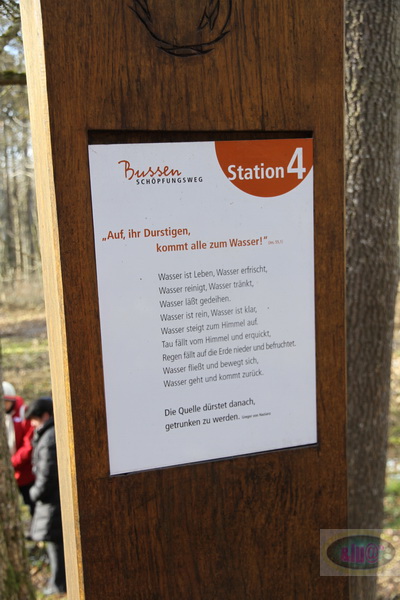 Bussen
SCHÖPFUNGSWEG
Station 4
„Auf, ihr Durstigen,
kommt alle zum Wasser!“
Wasser ist Leben, Wasser erfrischt,
Wasser reinigt, Wasser tränkt,
Wasser läßt gedeihen.
Wasser ist rein, Wasser ist klar,
Wasser steigt zum Himmel auf.
Tau fällt vom Himmel und erquickt,
Regen fällt auf die Erde nieder und befruchtet.
Wasser fließt und bewegt sich,
Wasser geht und kommt zurück.
Die Quelle dürstet danach,
getrunken zu werden. Gregor von Nazianz